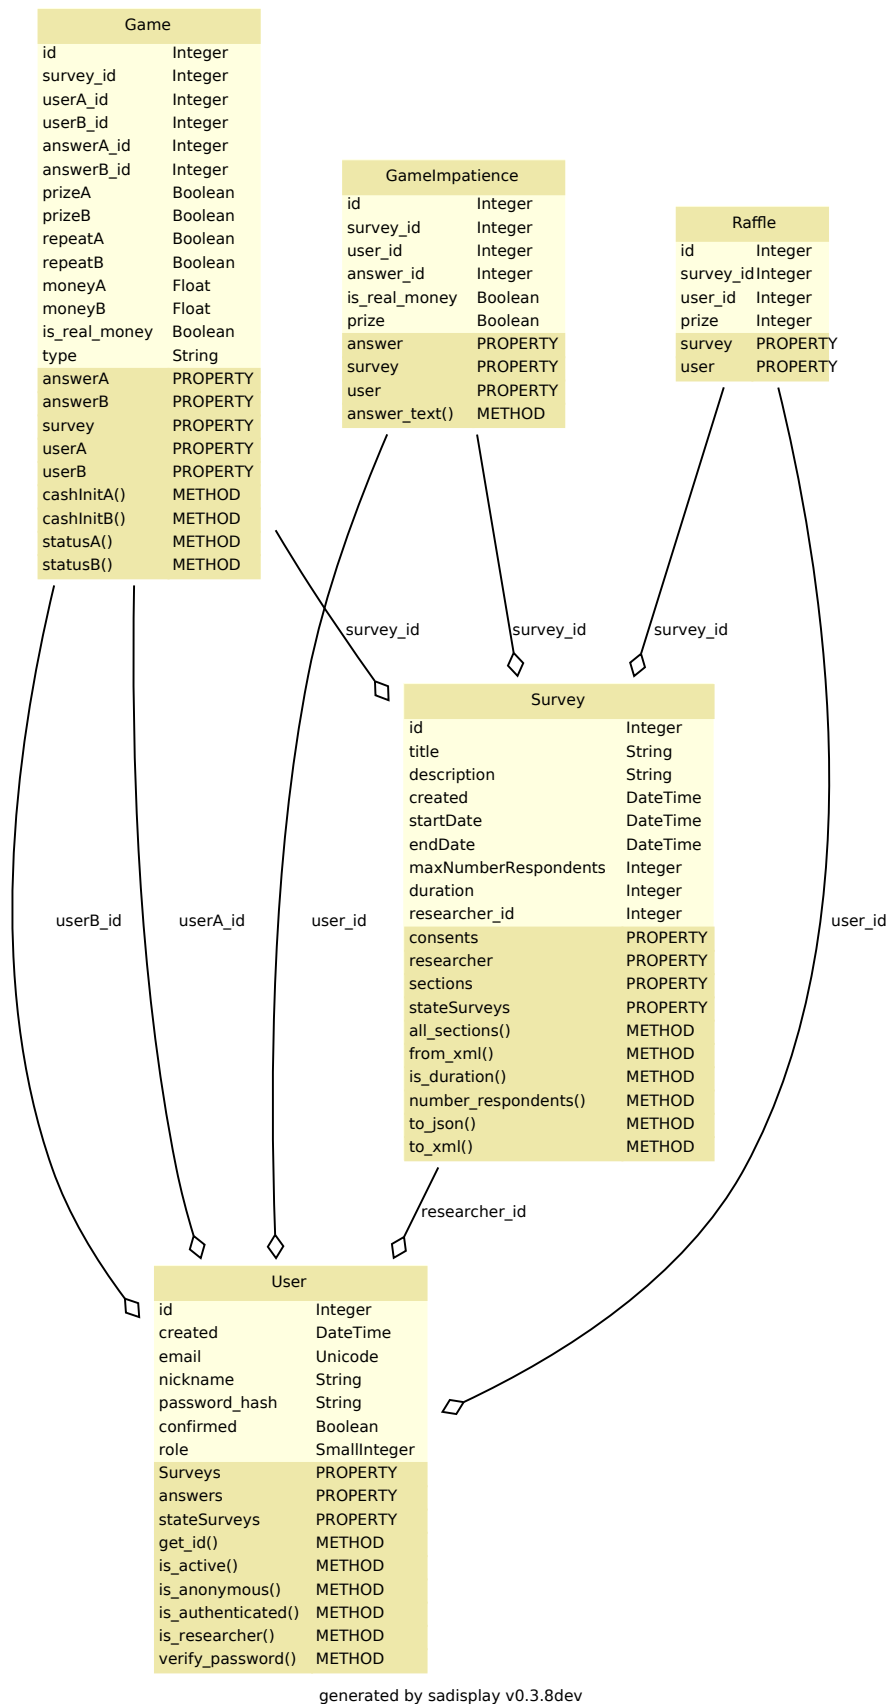 Game
id Integer
survey_id Integer
userA_id Integer
userB_id Integer
answerA_id Integer
answerB_id Integer
prizeA Boolean
prizeB Boolean
repeatA Boolean
repeatB Boolean
moneyA Float
moneyB Float
is_real_money Boolean
type String
answerA PROPERTY
answerB PROPERTY
survey PROPERTY
userA PROPERTY
userB PROPERTY
cashInitA() METHOD
cashInitB() METHOD
statusA() METHOD
statusB() METHOD
GameImpatience
id Integer
survey_id Integer
user_id Integer
answer_id Integer
is_real_money Boolean
prize Boolean
answer PROPERTY
survey PROPERTY
user PROPERTY
answer_text() METHOD
Raffle
id Integer
survey_id Integer
user_id Integer
prize Integer
survey PROPERTY
user PROPERTY
survey_id
survey_id
survey_id
Survey
id Integer
title String
description String
created DateTime
startDate DateTime
endDate DateTime
maxNumberRespondents Integer
duration Integer
researcher_id Integer
consents PROPERTY
researcher PROPERTY
sections PROPERTY
stateSurveys PROPERTY
all_sections() METHOD
from_xml() METHOD
is_duration() METHOD
number_respondents() METHOD
to_json() METHOD
to_xml() METHOD
userB_id
userA_id
user_id
user_id
researcher_id
User
id Integer
created DateTime
email Unicode
nickname String
password_hash String
confirmed Boolean
role SmallInteger
Surveys PROPERTY
answers PROPERTY
stateSurveys PROPERTY
get_id() METHOD
is_active() METHOD
is_anonymous() METHOD
is_authenticated() METHOD
is_researcher() METHOD
verify_password() METHOD
generated by sadisplay v0.3.8dev